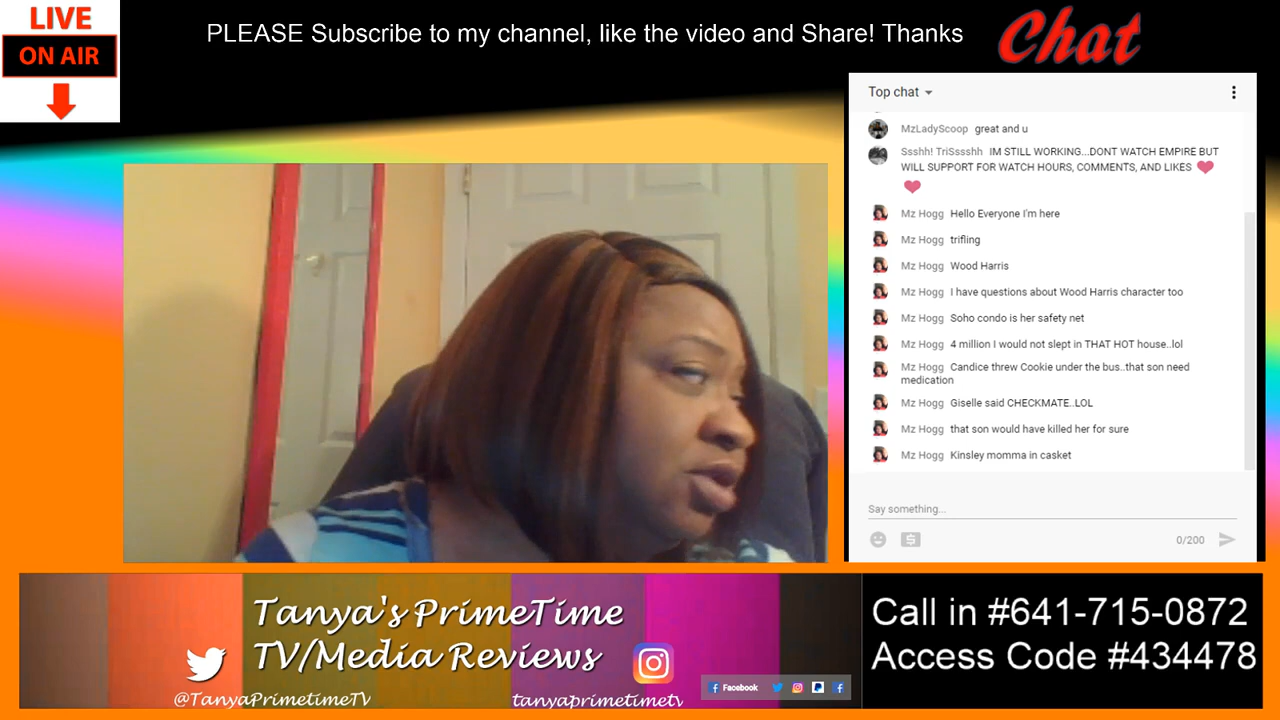 LIVE
ON AIR
PLEASE Subscribe to my channel, like the video and Share! Thanks
Chat
Top chat
MzLadyScoop great and u
Ssshh! TriSssshh IM STILL WORKING...DONT WATCH EMPIRE BUT
WILL SUPPORT FOR WATCH HOURS, COMMENTS, AND LIKES
Mz Hogg Hello Everyone I'm here
Mz Hogg trifling
Mz Hogg Wood Harris
Mz Hogg I have questions about Wood Harris character too
Mz Hogg Soho condo is her safety net
Mz Hogg 4 million I would not slept in THAT HOT house..lol
Mz Hogg Candice threw Cookie under the bus..that son need
medication
Mz Hogg Giselle said CHECKMATE..LOL
Mz Hogg that son would have killed her for sure
Mz Hogg Kinsley momma in casket
Say something...
0/200
Tanya's PrimeTime
TV/Media Reviews
@TanyaPrimetimeTV
tanyaprimetimetv
Facebook
Call in #641-715-0872
Access Code #434478